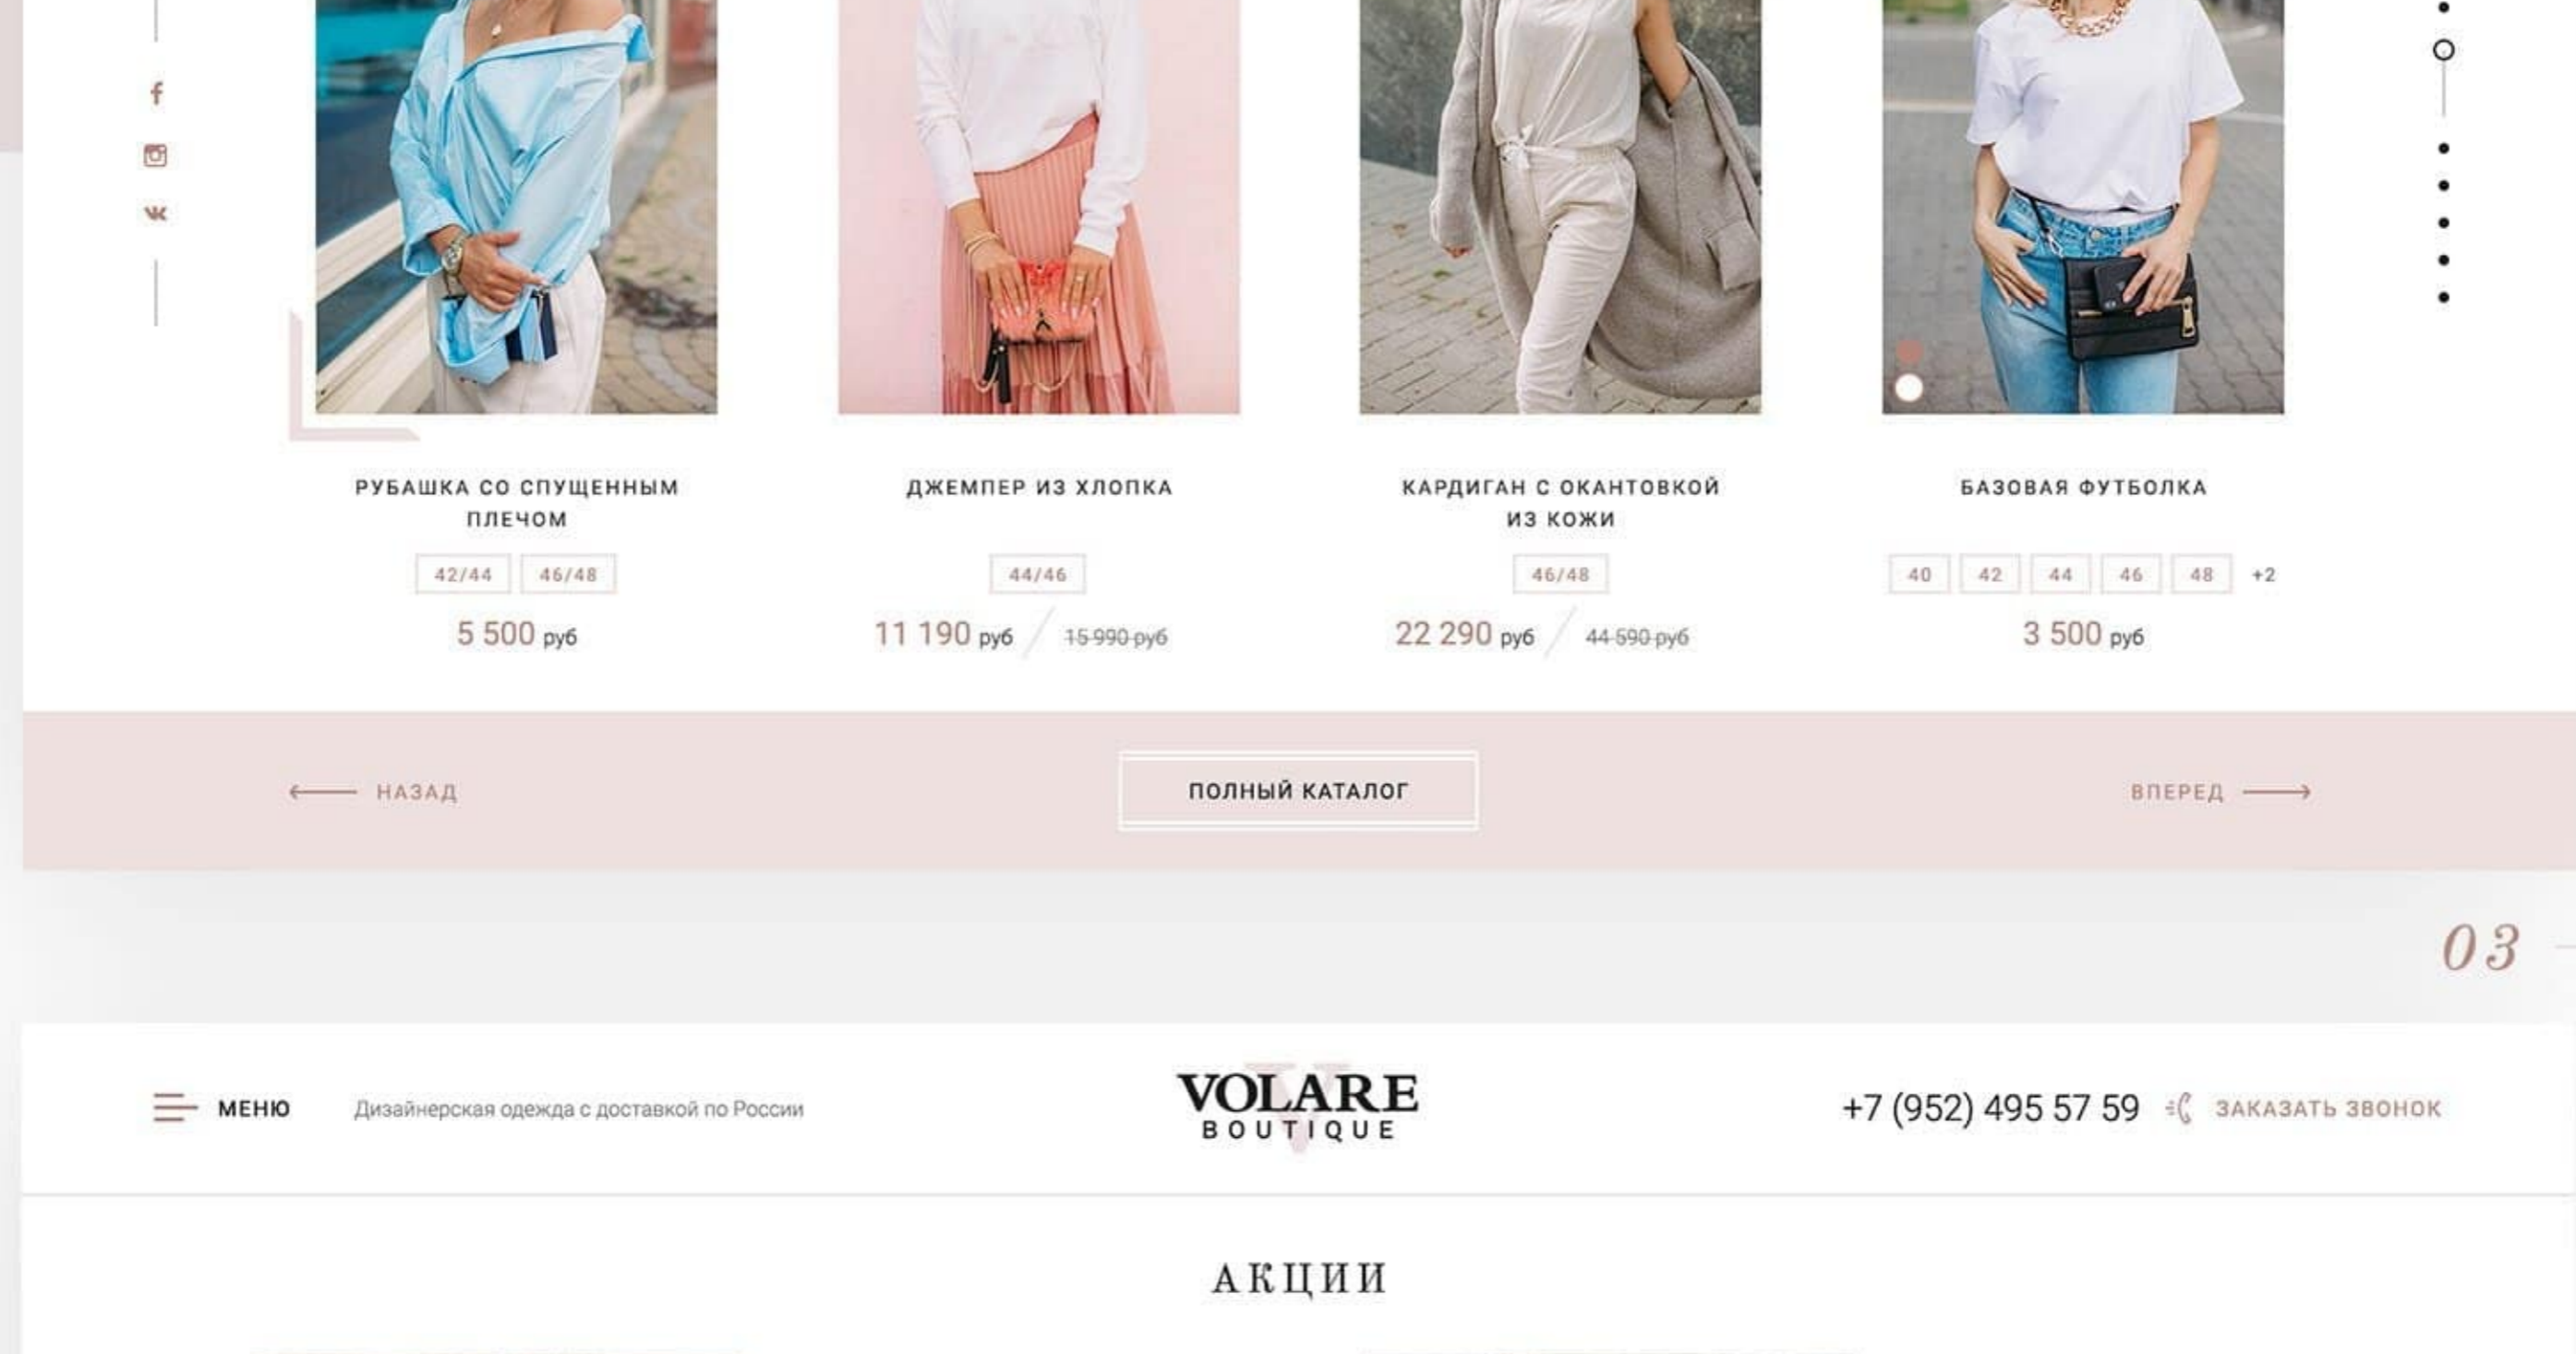 РУБАШКА СО СПУЩЕННЫМ
ПЛЕЧОМ
42/44 46/48
5 500 руб
ДЖЕМПЕР ИЗ ХЛОПКА
44/46
11 190 руб / 15 990 руб
КАРДИГАН С ОКАНТОВКОЙ
ИЗ КОЖИ
46/48
22 290 руб / 44 590 руб
БАЗОВАЯ ФУТБОЛКА
40 42 44 46 48 +2
3 500 руб
НАЗАД
ПОЛНЫЙ КАТАЛОГ
ВПЕРЕД
03
МЕНЮ
Дизайнерская одежда с доставкой по России
VOLARE
BOUTIQUE
+7 (952) 495 57 59
ЗАКАЗАТЬ ЗВОНОК
АКЦИИ